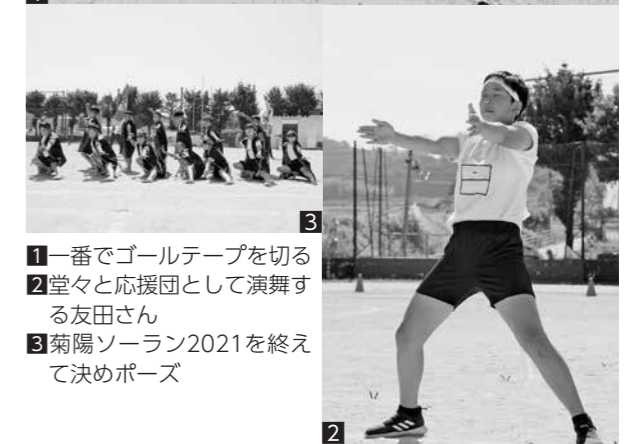 1
3
1一番でゴールテープを切る
2堂々と応援団として演舞す
る友田さん
3菊陽ソーラン2021を終え
て決めポーズ
2